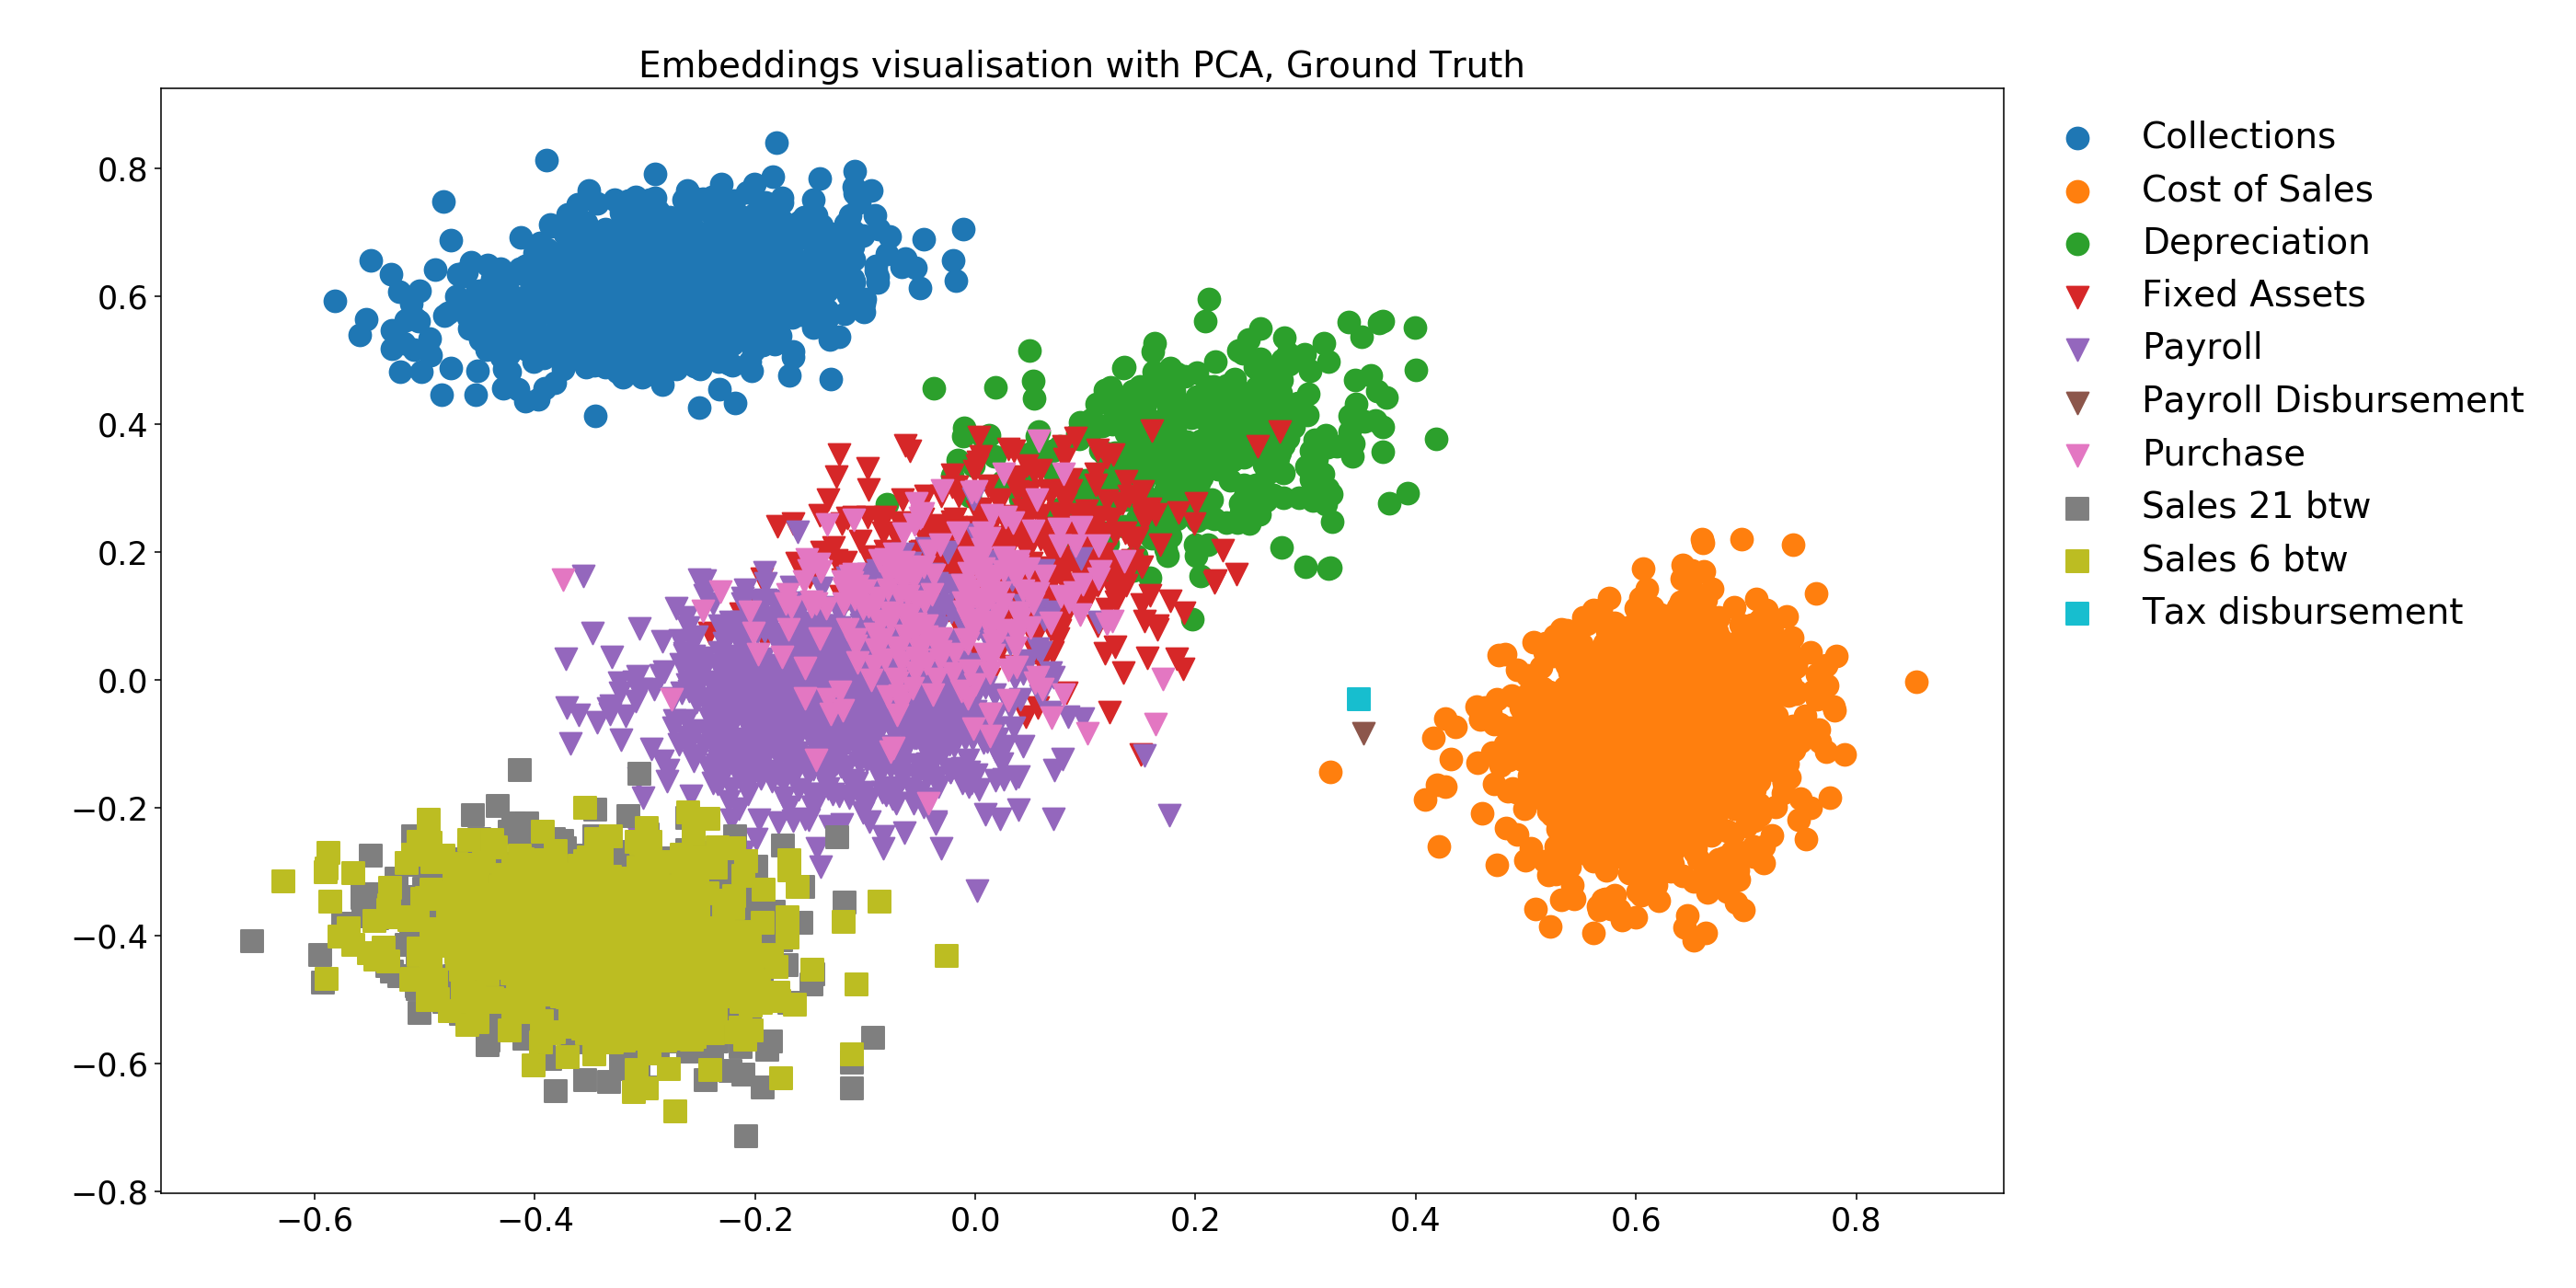 Embeddings visualisation with PCA, Ground Truth
0.8
0.6
0.4
0.2
0.0
−0.2
−0.4
−0.6
−0.8
−0.6 −0.4 −0.2 0.0 0.2 0.4 0.6 0.8
Collections
Cost of Sales
Depreciation
Fixed Assets
Payroll
Payroll Disbursement
Purchase
Sales 21 btw
Sales 6 btw
Tax disbursement